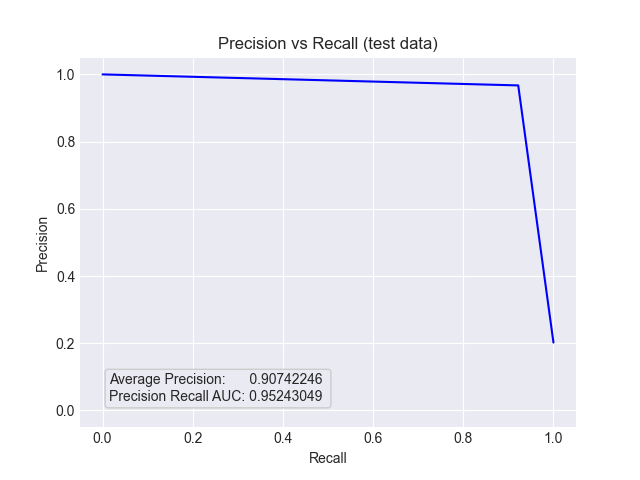 Precision vs Recall (test data)
Precision
1.0
0.8
0.6
0.4
0.2
0.0
Average Precision: 0.90742246
Precision Recall AUC: 0.95243049
0.0 0.2 0.4 0.6 0.8 1.0
Recall